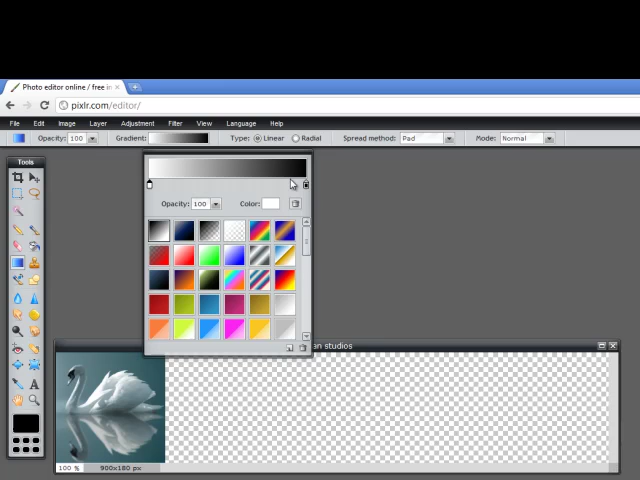 Photo editor online / free in
pixlr.com/editor/
File Edit Image Layer Adjustment Filter View Language Help
Opacity: 100 Gradient: Type: Linear Radial Spread method: Pad Mode: Normal
Tools
Opacity: 100 Color:
an studios
A
100 % 900x180 px